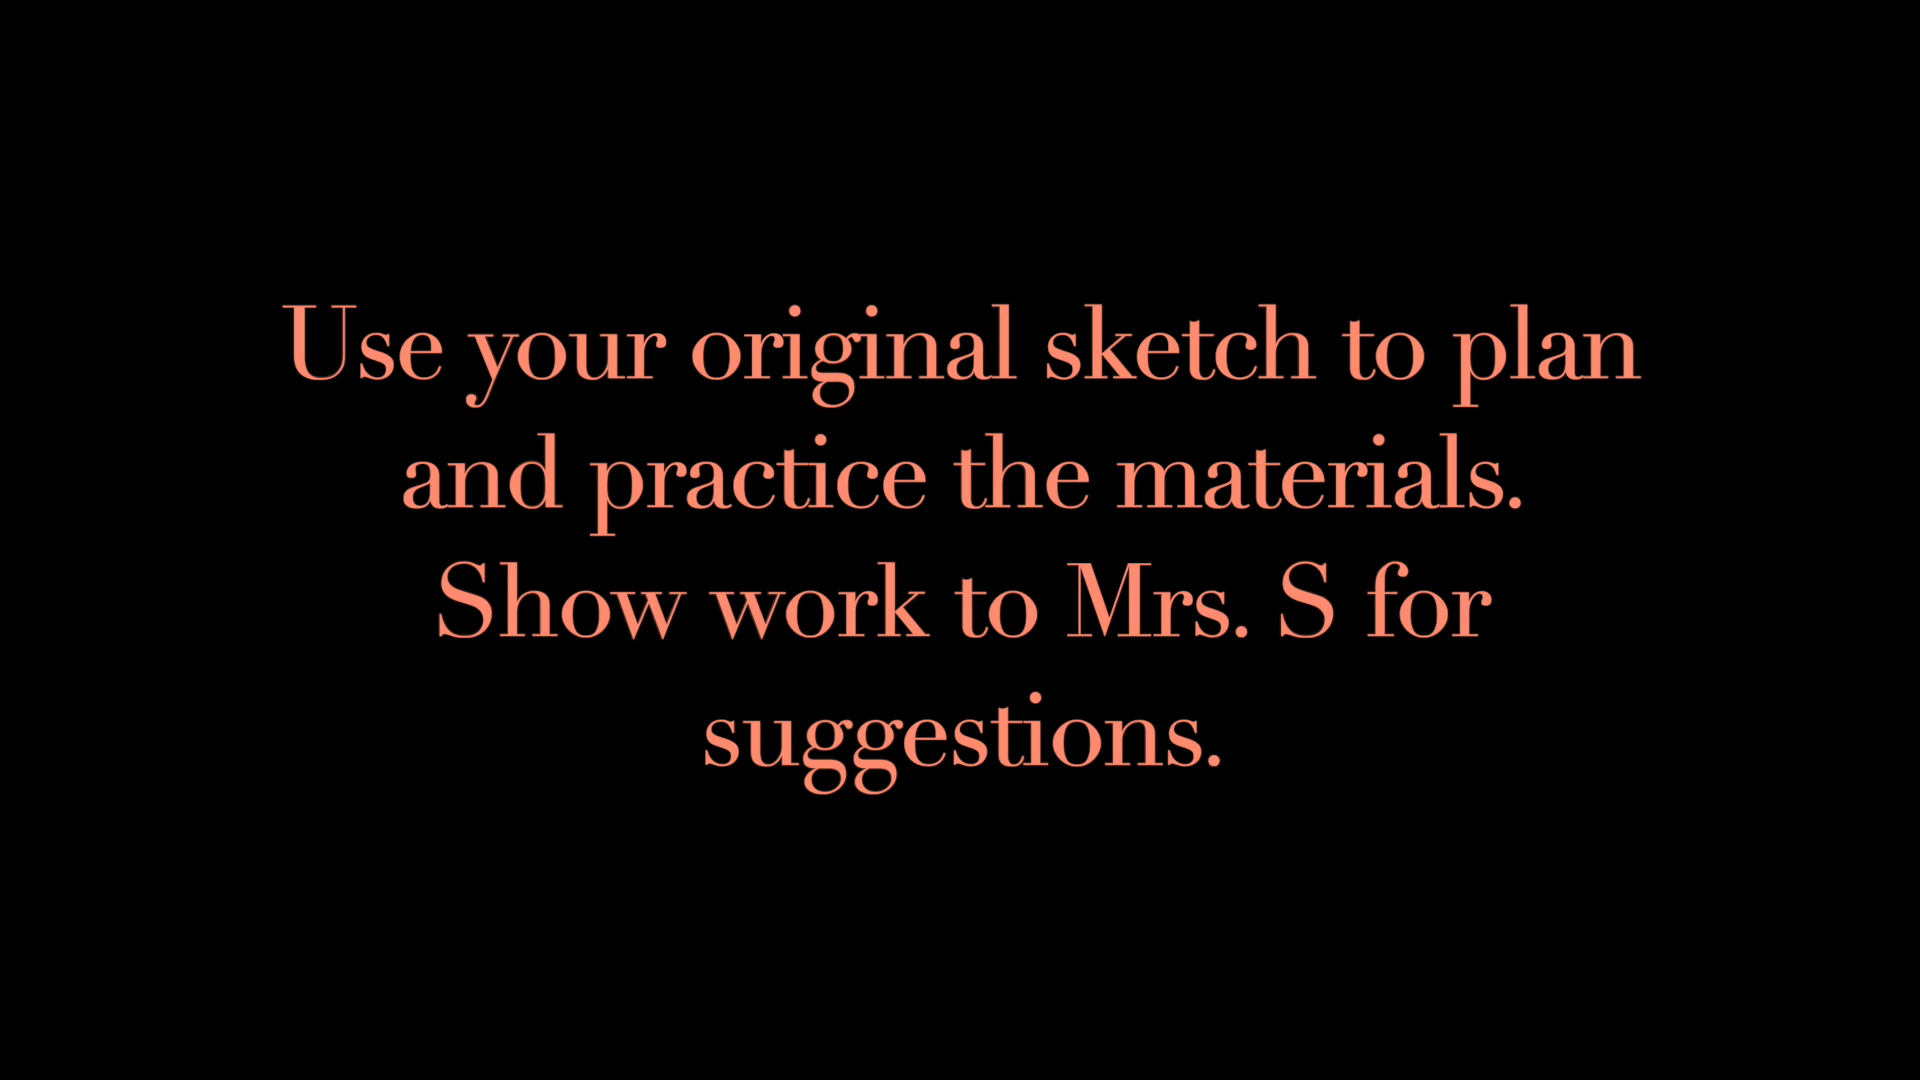 Use your original sketch to plan
and practice the materials.
Show work to Mrs. S for
suggestions.